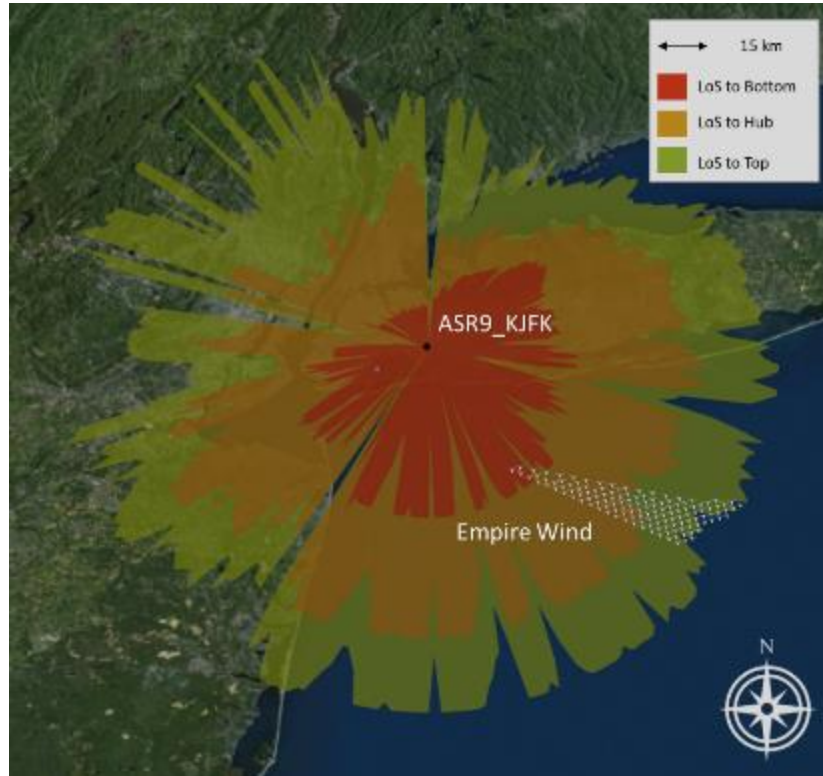 15 km
LoS to Bottom
LoS to Hub
LoS to Top
ASR9_KJFK
Empire Wind
N